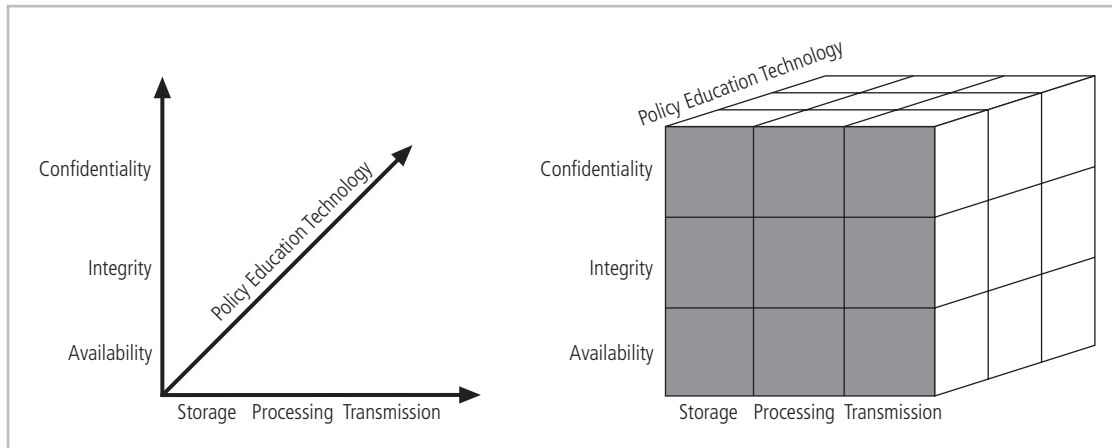 Confidentiality
Integrity
Availability
Policy Education Technology
Storage Processing Transmission
Policy Education Technology
Confidentiality
Integrity
Availability
Storage Processing Transmission